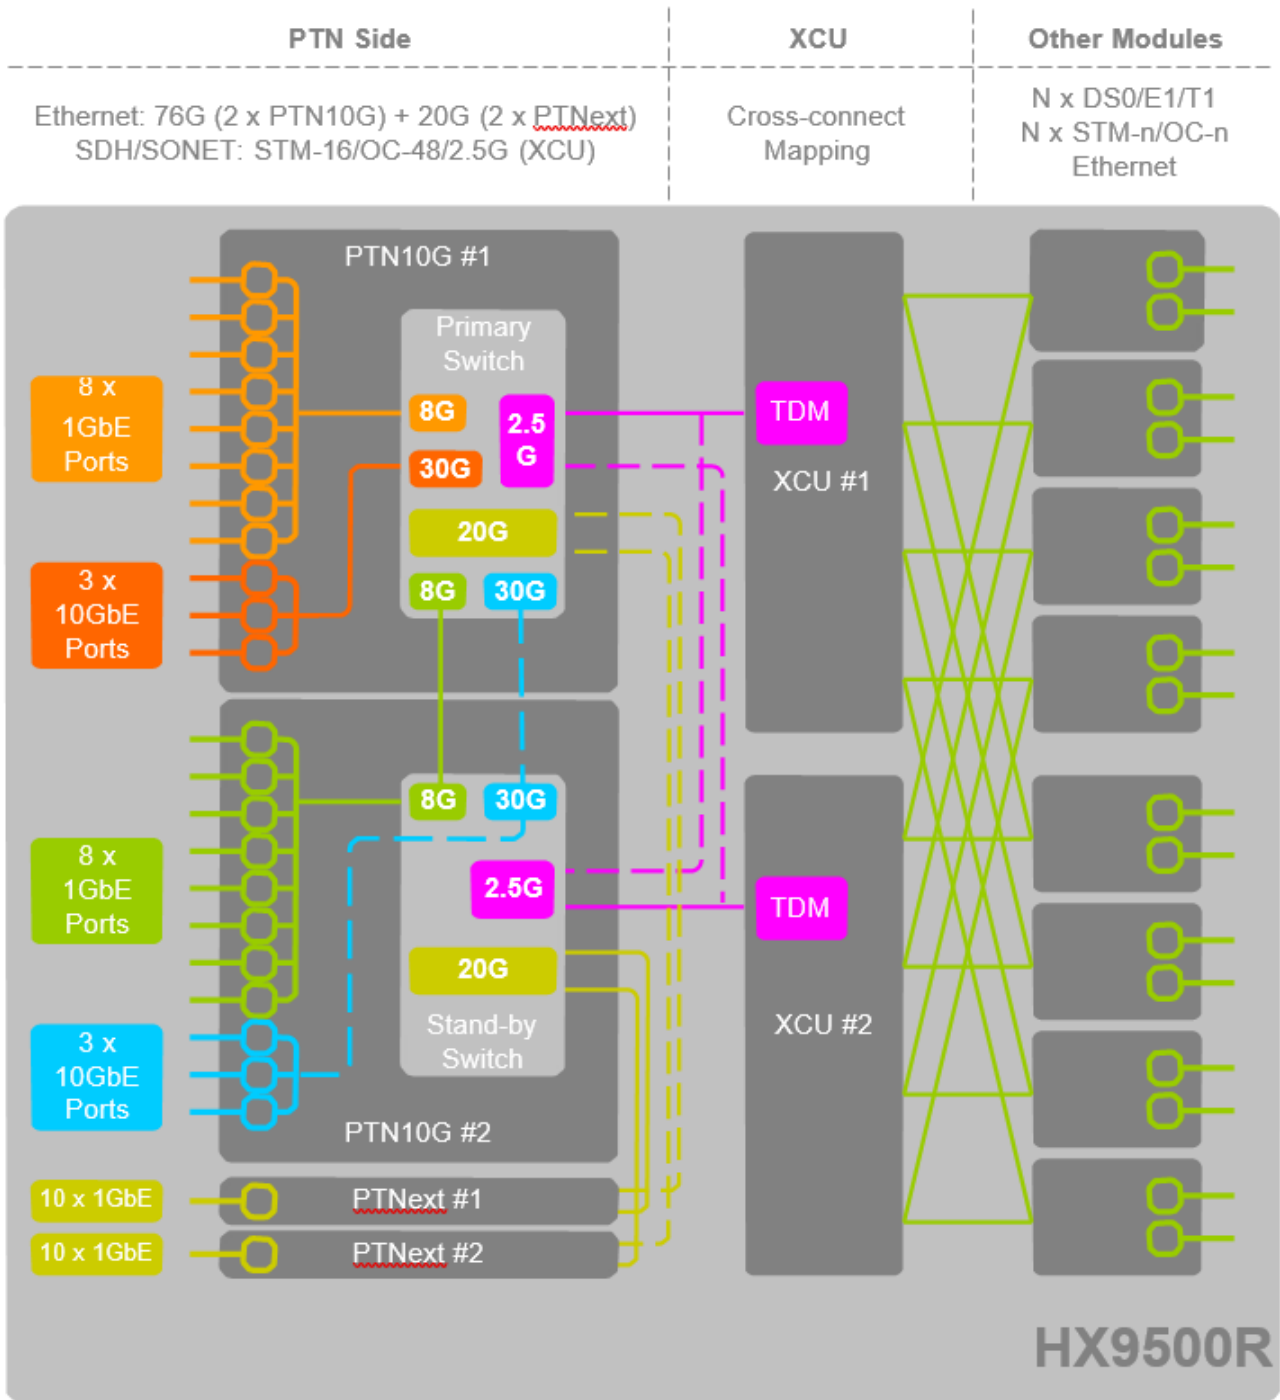 PTN Side
XCU
Other Modules
Ethernet: 76G (2 x PTN10G) + 20G (2 x PTNext)
SDH/SONET: STM-16/OC-48/2.5G (XCU)
Cross-connect
Mapping
N x DS0/E1/T1
N x STM-n/OC-n
Ethernet
PTN10G #1
Primary
Switch
8 x
1GbE
Ports
8G
2.5
G
30G
20G
8G
30G
3 x
10GbE
Ports
TDM
XCU #1
8G
30G
2.5G
20G
Stand-by
Switch
8 x
1GbE
Ports
3 x
10GbE
Ports
PTN10G #2
TDM
XCU #2
10 x 1GbE
PTNext #1
10 x 1GbE
PTNext #2
HX9500R